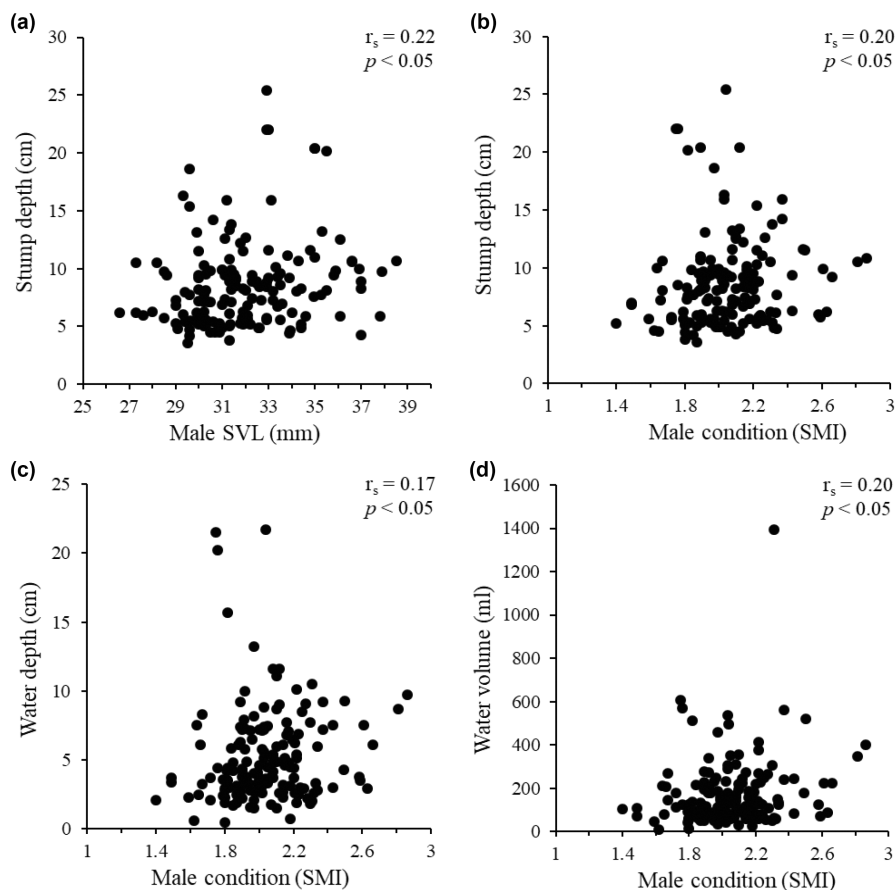 (a)
r_s = 0.22
p < 0.05
30
25
20
15
10
5
0
Stump depth (cm)
25 27 29 31 33 35 37 39
Male SVL (mm)
(b)
r_s = 0.20
p < 0.05
30
25
20
15
10
5
0
Stump depth (cm)
1 1.4 1.8 2.2 2.6 3
Male condition (SMI)
(c)
r_s = 0.17
p < 0.05
25
20
15
10
5
0
Water depth (cm)
1 1.4 1.8 2.2 2.6 3
Male condition (SMI)
(d)
r_s = 0.20
p < 0.05
1600
1400
1200
1000
800
600
400
200
0
Water volume (ml)
1 1.4 1.8 2.2 2.6 3
Male condition (SMI)